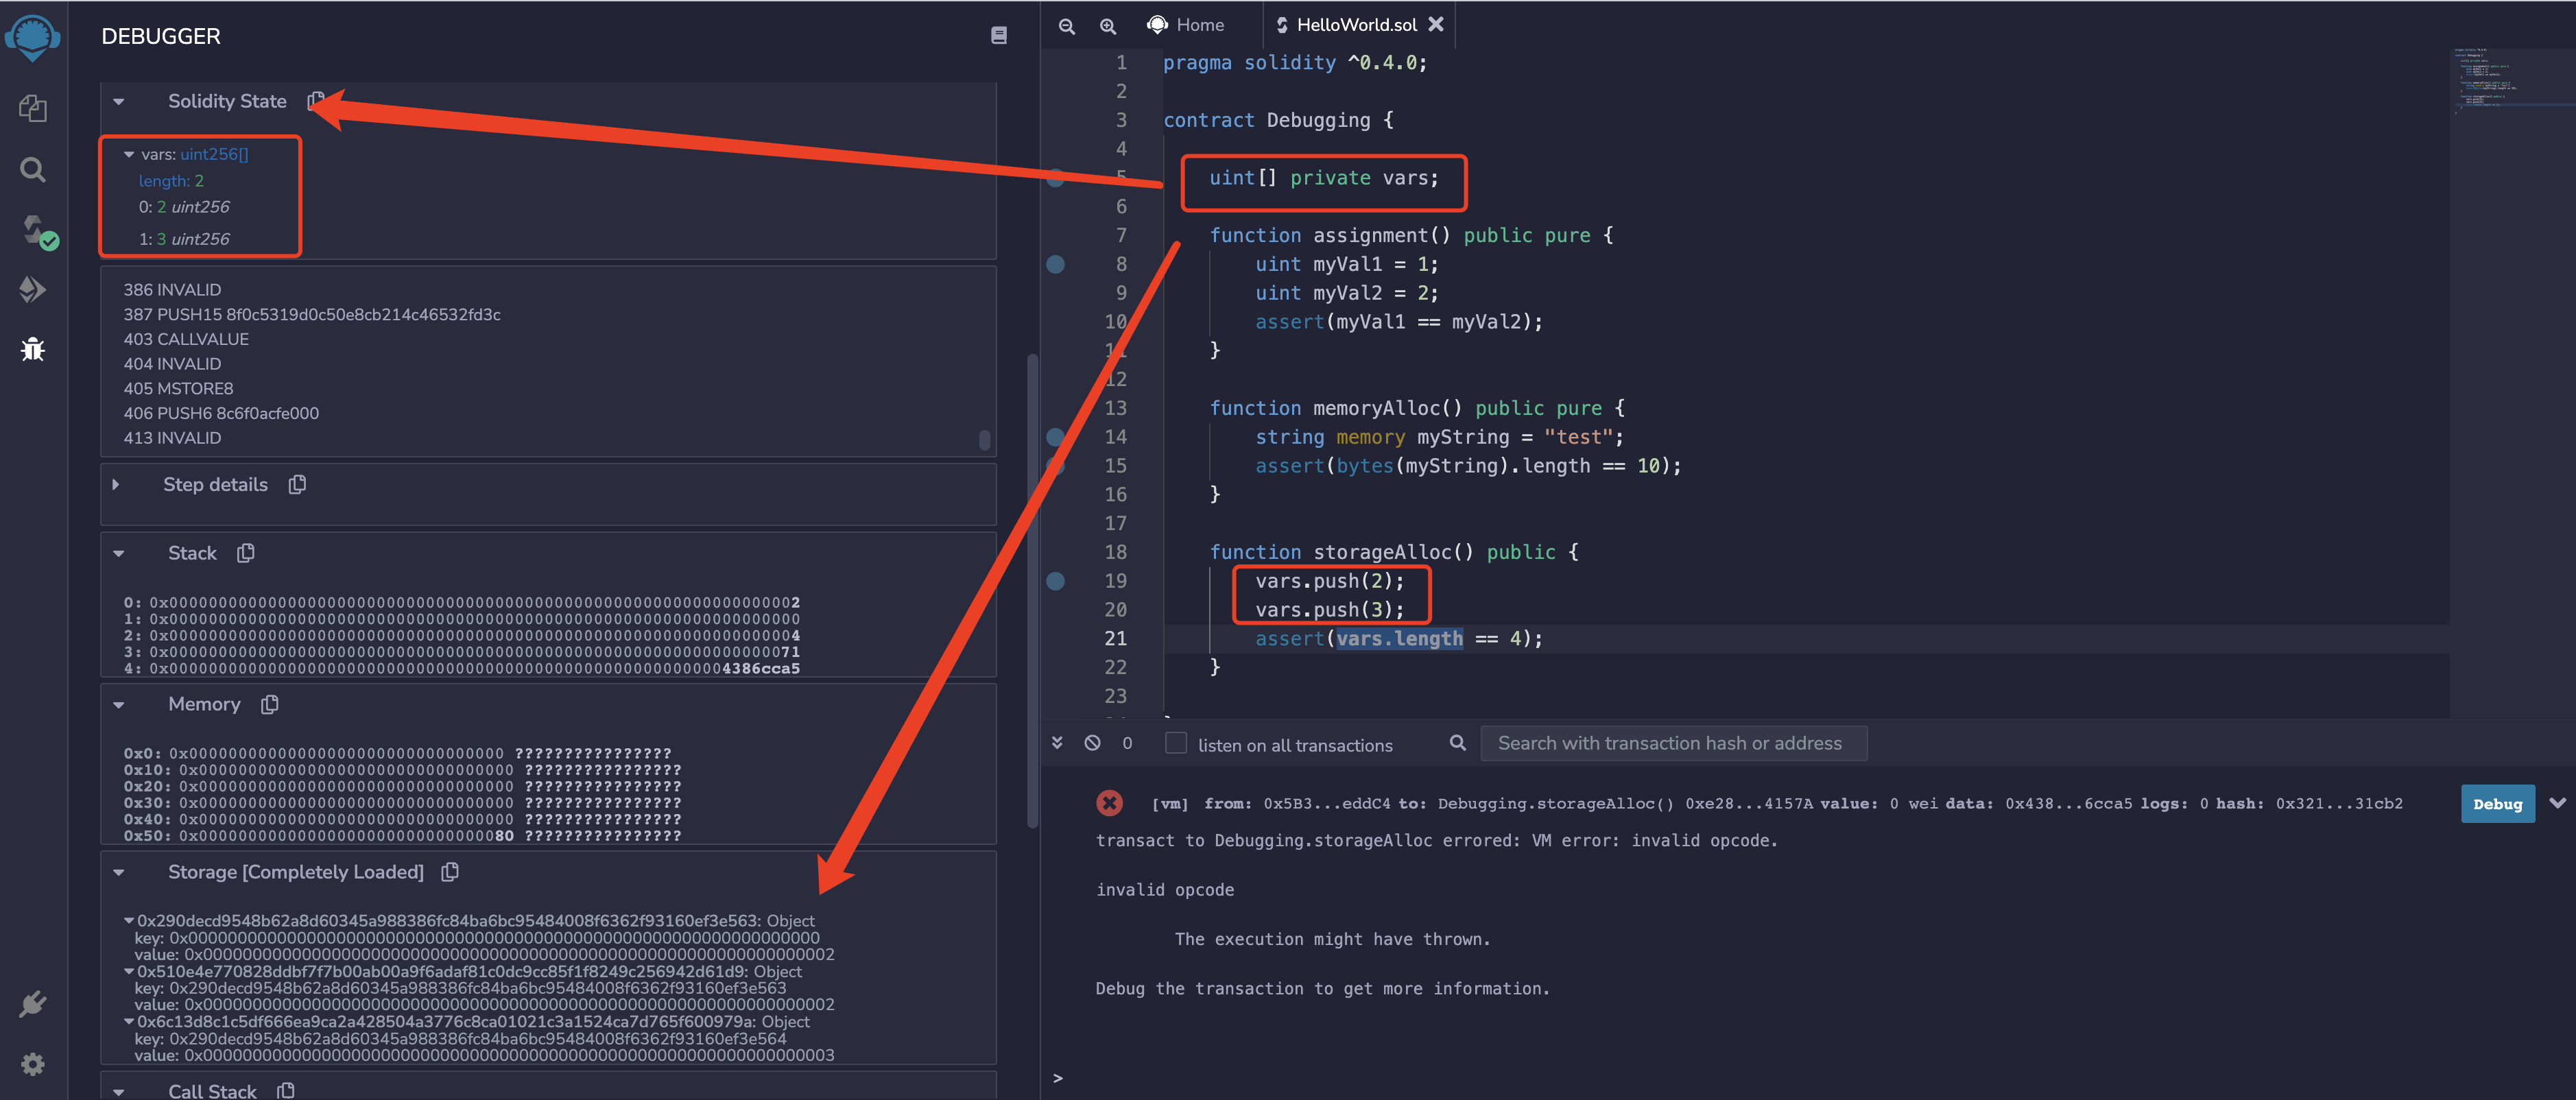 DEBUGGER
Solidity State
vars: uint256[]
length: 2
0: 2 uint256
1: 3 uint256
386 INVALID
387 PUSH15 8f0c5319d0c50e8cb214c46532fd3c
403 CALLVALUE
404 INVALID
405 MSTORE8
406 PUSH6 8c6f0acfe000
413 INVALID
Step details
Stack
0: 0x0000000000000000000000000000000000000000000000000000000000000002
1: 0x0000000000000000000000000000000000000000000000000000000000000000
2: 0x0000000000000000000000000000000000000000000000000000000000000004
3: 0x0000000000000000000000000000000000000000000000000000000000000071
4: 0x000000000000000000000000000000000000000000000000000000004386cca5
Memory
0x0: 0x00000000000000000000000000000000 ????????????????
0x10: 0x00000000000000000000000000000000 ????????????????
0x20: 0x00000000000000000000000000000000 ????????????????
0x30: 0x00000000000000000000000000000000 ????????????????
0x40: 0x00000000000000000000000000000000 ????????????????
0x50: 0x00000000000000000000000000000080 ????????????????
Storage [Completely Loaded]
0x290decd9548b62a8d60345a988386fc84ba6bc95484008f6362f93160ef3e563: Object
key: 0x0000000000000000000000000000000000000000000000000000000000000000
value: 0x0000000000000000000000000000000000000000000000000000000000000002
0x510e4e770828ddbf7f7b00ab00a9f6adaf81c0dc9cc85f1f8249c256942d61d9: Object
key: 0x290decd9548b62a8d60345a988386fc84ba6bc95484008f6362f93160ef3e563
value: 0x0000000000000000000000000000000000000000000000000000000000000002
0x6c13d8c1c5df666ea9ca2a428504a3776c8ca01021c3a1524ca7d765f600979a: Object
key: 0x290decd9548b62a8d60345a988386fc84ba6bc95484008f6362f93160ef3e564
value: 0x0000000000000000000000000000000000000000000000000000000000000003
Call Stack
Home
HelloWorld.sol
1 pragma solidity ^0.4.0;
2
3 contract Debugging {
4
5 uint[] private vars;
6
7 function assignment() public pure {
8 uint myVal1 = 1;
9 uint myVal2 = 2;
10 assert(myVal1 == myVal2);
11 }
12
13 function memoryAlloc() public pure {
14 string memory myString = "test";
15 assert(bytes(myString).length == 10);
16 }
17
18 function storageAlloc() public {
19 vars.push(2);
20 vars.push(3);
21 assert(vars.length == 4);
22 }
23
0 listen on all transactions Search with transaction hash or address
[vm] from: 0x5B3...eddC4 to: Debugging.storageAlloc() 0xe28...4157A value: 0 wei data: 0x438...6cca5 logs: 0 hash: 0x321...31cb2 Debug
transact to Debugging.storageAlloc errored: VM error: invalid opcode.
invalid opcode
The execution might have thrown.
Debug the transaction to get more information.
>